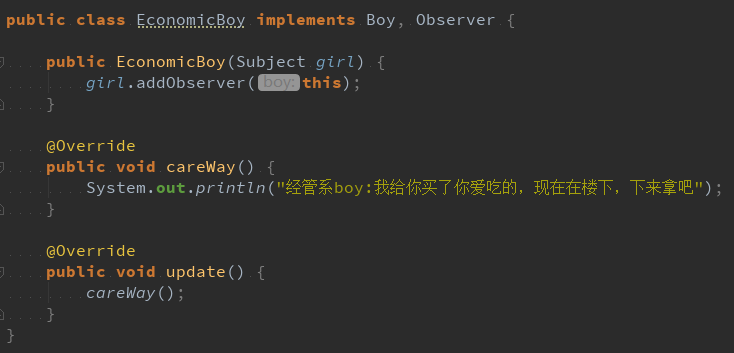 public class EconomicBoy implements Boy, Observer {
public EconomicBoy(Subject girl) {
girl.addObserver( boy: this);
}
@Override
public void careWay() {
System.out.println("经管系boy:我给你买了你爱吃的，现在在楼下，下来拿吧");
}
@Override
public void update() {
careWay();
}
}